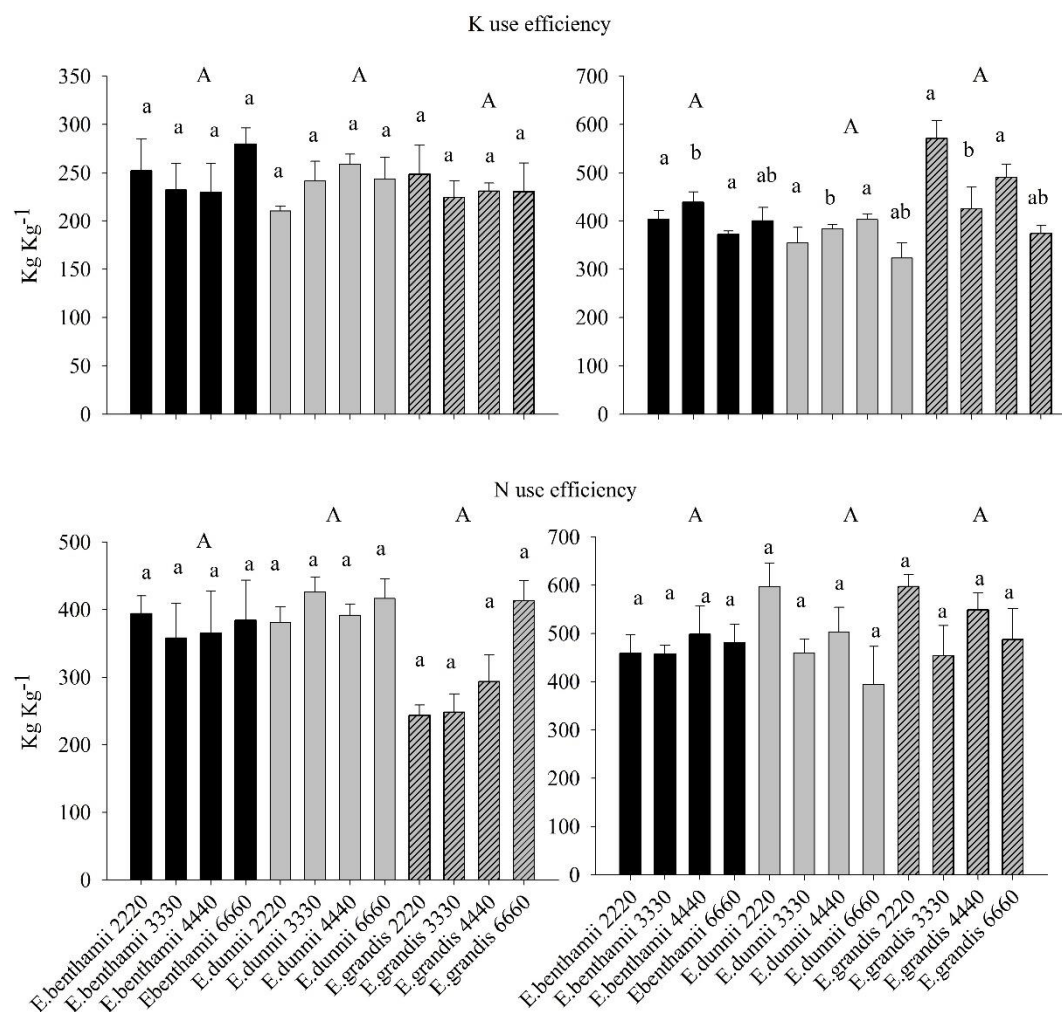 K use efficiency
Kg Kg-1
350
300
250
200
150
100
50
0
A A A
a a a a a a a a a a a a
700
600
500
400
300
200
100
0
A A A
a b a ab a b a ab a b a ab
N use efficiency
Kg Kg-1
500
400
300
200
100
0
A Λ A
a a a a a a a a a a a a
E.benthamii 2220
E.benthamii 3330
E.benthamii 4440
Ebenthamii 6660
E.dunnii 2220
E.dunnii 3330
E.dunnii 4440
E.dunnii 6660
E.grandis 2220
E.grandis 3330
E.grandis 4440
E.grandis 6660
700
600
500
400
300
200
100
0
A Λ A
a a a a a a a a a a a a
E.benthamii 2220
E.benthamii 3330
E.benthamii 4440
Ebenthamii 6660
E.dunnii 2220
E.dunnii 3330
E.dunnii 4440
E.dunnii 6660
E.grandis 2220
E.grandis 3330
E.grandis 4440
E.grandis 6660